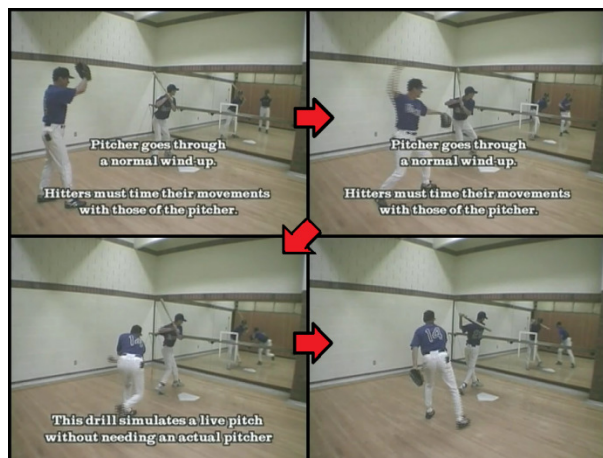 Pitcher goes through
a normal wind-up.
Hitters must time their movements
with those of the pitcher.
Pitcher goes through
a normal wind-up.
Hitters must time their movements
with those of the pitcher.
14
This drill simulates a live pitch
without needing an actual pitcher
14